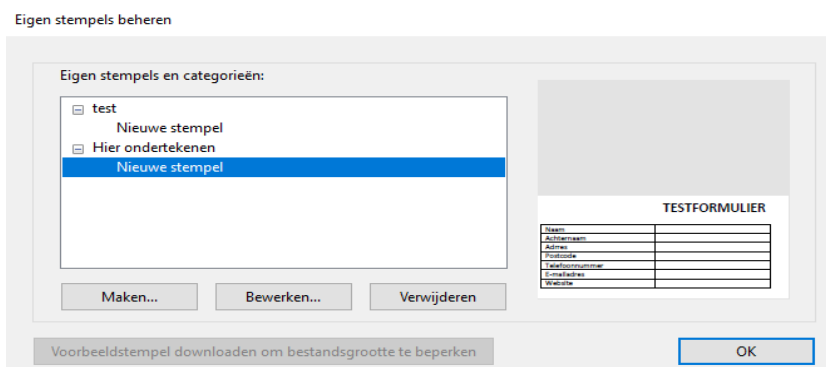 Eigen stempels beheren
Eigen stempels en categorieën:
test
Nieuwe stempel
Hier ondertekenen
Nieuwe stempel
TESTFORMULIER
Naam
Achternaam
Adres
Postcode
Telefoonnummer
E-mailadres
Website
Maken...
Bewerken...
Verwijderen
Voorbeeldstempel downloaden om bestandsgrootte te beperken
OK